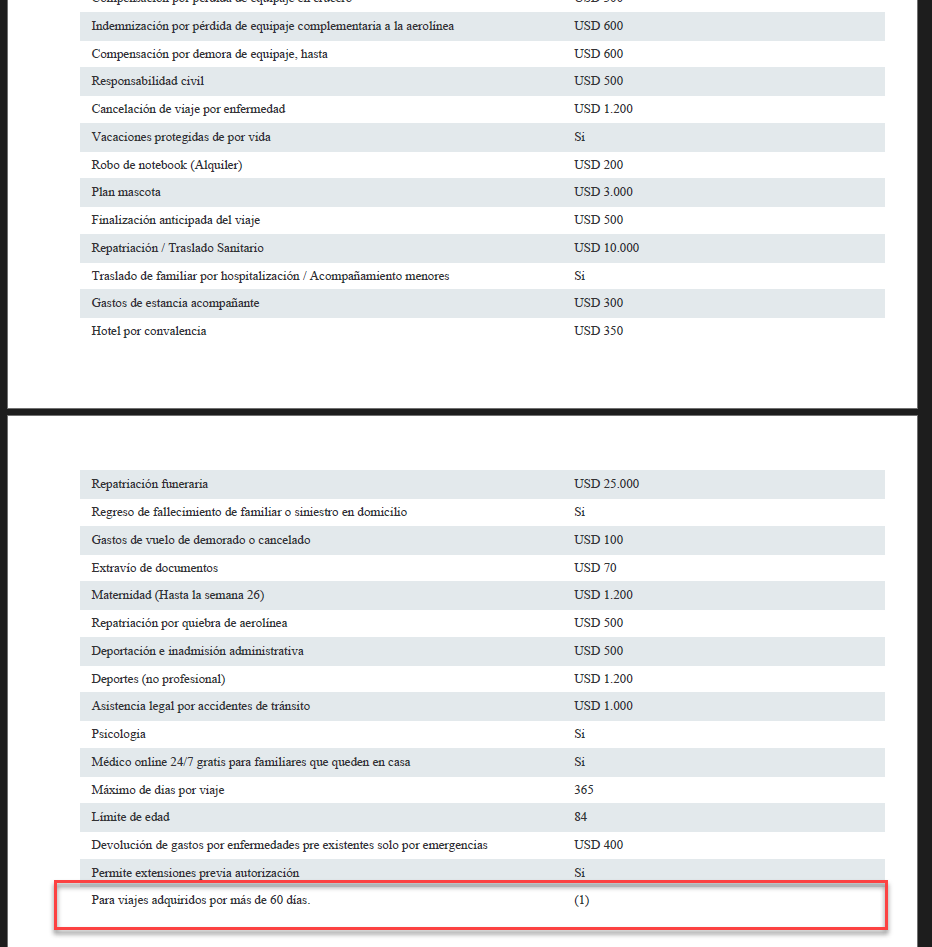 Indemnización por pérdida de equipaje complementaria a la aerolínea USD 600
Compensación por demora de equipaje, hasta USD 600
Responsabilidad civil USD 500
Cancelación de viaje por enfermedad USD 1.200
Vacaciones protegidas de por vida Si
Robo de notebook (Alquiler) USD 200
Plan mascota USD 3.000
Finalización anticipada del viaje USD 500
Repatriación / Traslado Sanitario USD 10.000
Traslado de familiar por hospitalización / Acompañamiento menores Si
Gastos de estancia acompañante USD 300
Hotel por convalencia USD 350
Repatriación funeraria USD 25.000
Regreso de fallecimiento de familiar o siniestro en domicilio Si
Gastos de vuelo de demorado o cancelado USD 100
Extravío de documentos USD 70
Maternidad (Hasta la semana 26) USD 1.200
Repatriación por quiebra de aerolínea USD 500
Deportación e inadmisión administrativa USD 500
Deportes (no profesional) USD 1.200
Asistencia legal por accidentes de tránsito USD 1.000
Psicologia Si
Médico online 24/7 gratis para familiares que queden en casa Si
Máximo de dias por viaje 365
Límite de edad 84
Devolución de gastos por enfermedades pre existentes solo por emergencias USD 400
Permite extensiones previa autorización Si
Para viajes adquiridos por más de 60 días. (1)